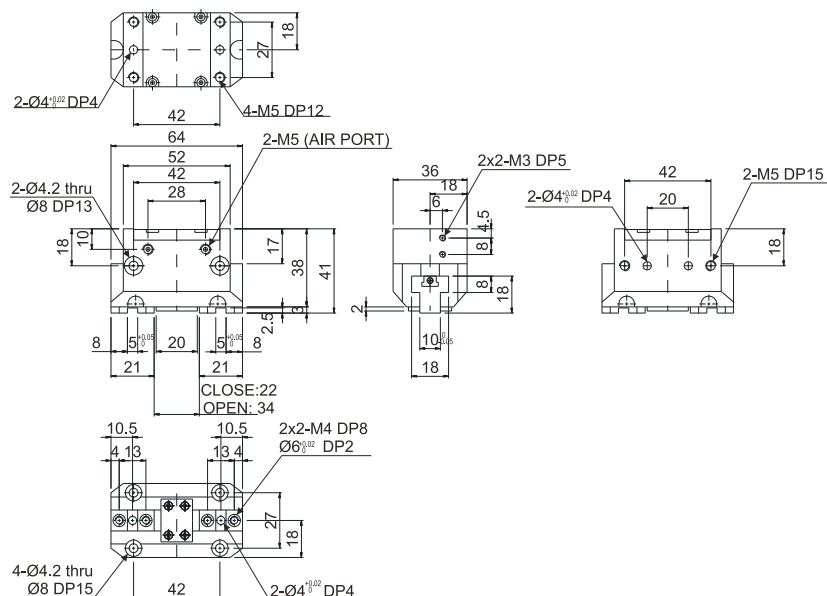 18
27
2-Ø4 +0.02 0 DP4
4-M5 DP12
42
64
2-M5 (AIR PORT)
52
42
28
2-Ø4.2 thru
Ø8 DP13
18
10
17
38
41
2.5
3
8
5 +0.05 0
20
5 +0.05 0
8
21
21
CLOSE:22
OPEN: 34
36
18
6
2x2-M3 DP5
4.5
8
8
18
2
10 0 -0.05
18
42
20
2-Ø4 +0.02 0 DP4
2-M5 DP15
18
10.5
10.5
2x2-M4 DP8
Ø6 +0.02 0 DP2
4
13
13
4
27
18
4-Ø4.2 thru
Ø8 DP15
42
2-Ø4 +0.02 0 DP4